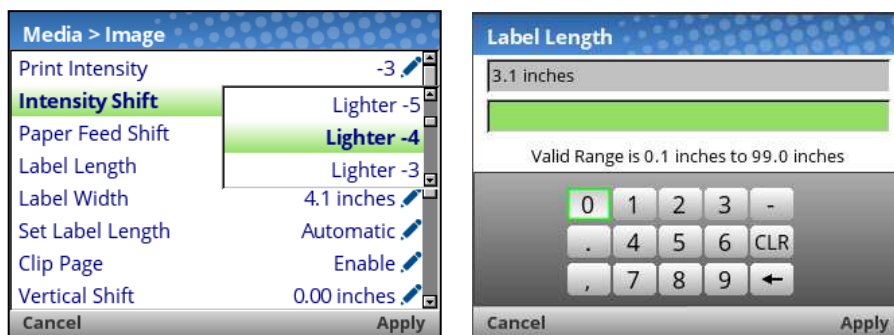 Media > Image
Print Intensity -3
Intensity Shift Lighter -5
Paper Feed Shift Lighter -4
Label Length Lighter -3
Label Width 4.1 inches
Set Label Length Automatic
Clip Page Enable
Vertical Shift 0.00 inches
Cancel Apply
Label Length
3.1 inches
Valid Range is 0.1 inches to 99.0 inches
0 1 2 3 -
. 4 5 6 CLR
, 7 8 9 ←
Cancel Apply